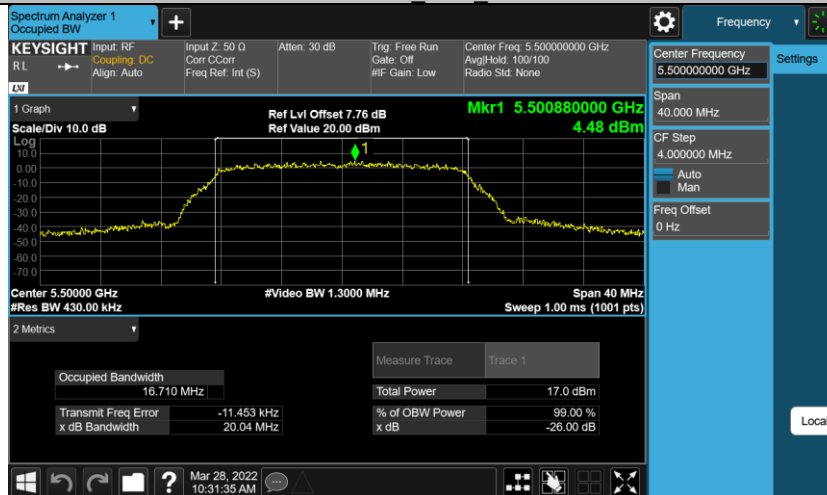 Spectrum Analyzer 1
Occupied BW
Frequency
KEYSIGHT
RL
LXI
Input: RF
Coupling: DC
Align: Auto
Input Z: 50 Ω
Corr CCorr
Freq Ref: Int (S)
Atten: 30 dB
Trig: Free Run
Gate: Off
#IF Gain: Low
Center Freq: 5.500000000 GHz
Avg|Hold: 100/100
Radio Std: None
Center Frequency
5.500000000 GHz
Settings
Span
40.000 MHz
CF Step
4.000000 MHz
Auto
Man
Freq Offset
0 Hz
1 Graph
Scale/Div 10.0 dB
Ref Lvl Offset 7.76 dB
Ref Value 20.00 dBm
Mkr1 5.500880000 GHz
4.48 dBm
Log
10.0
0.00
-10.0
-20.0
-30.0
-40.0
-50.0
-60.0
-70.0
1
Center 5.50000 GHz
#Video BW 1.3000 MHz
Span 40 MHz
#Res BW 430.00 kHz
Sweep 1.00 ms (1001 pts)
2 Metrics
Measure Trace
Trace 1
Occupied Bandwidth
16.710 MHz
Total Power
17.0 dBm
Transmit Freq Error
-11.453 kHz
% of OBW Power
99.00 %
x dB Bandwidth
20.04 MHz
x dB
-26.00 dB
Local
?
Mar 28, 2022
10:31:35 AM